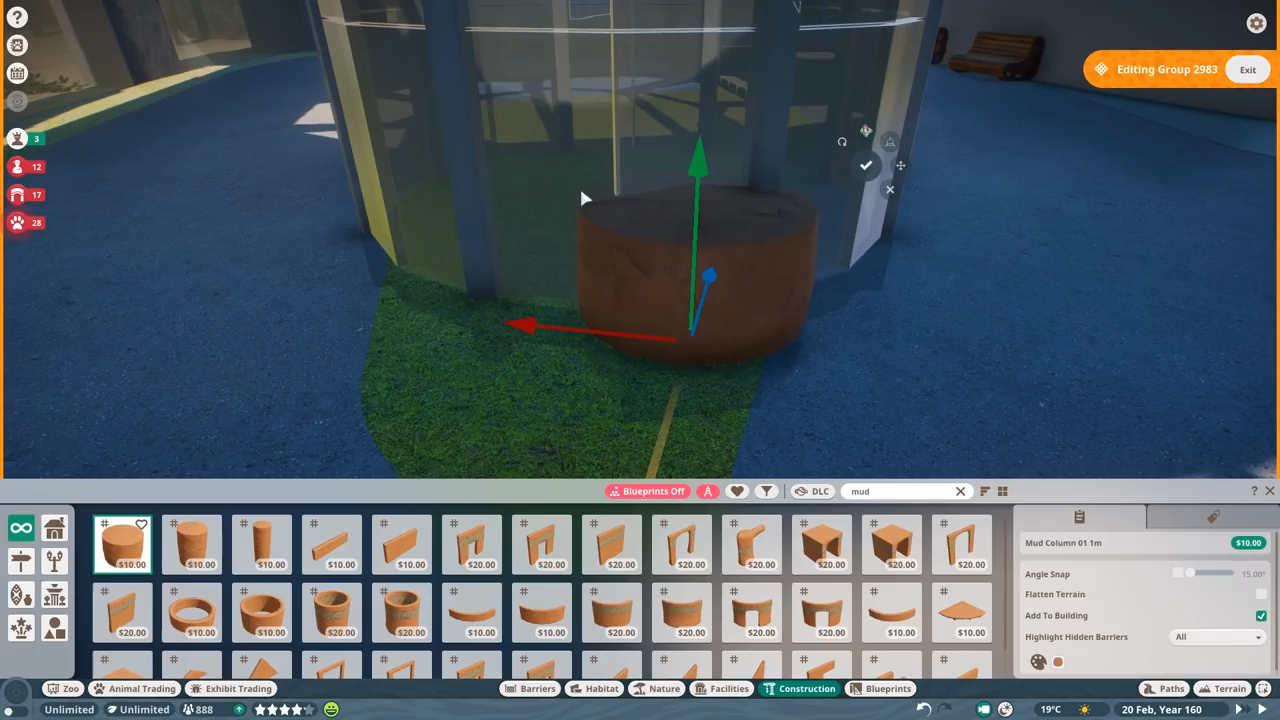 ?
Editing Group 2983
Exit
3
12
17
28
Blueprints Off
DLC
mud
?
$10.00
$10.00
$10.00
$10.00
$10.00
$20.00
$20.00
$20.00
$20.00
$20.00
$20.00
$20.00
$20.00
$20.00
$10.00
$10.00
$20.00
$20.00
$10.00
$10.00
$20.00
$20.00
$20.00
$20.00
$10.00
$10.00
Mud Column 01 1m
$10.00
Angle Snap
15.00°
Flatten Terrain
Add To Building
Highlight Hidden Barriers
All
Zoo
Animal Trading
Exhibit Trading
Barriers
Habitat
Nature
Facilities
Construction
Blueprints
Paths
Terrain
Unlimited
Unlimited
888
19°C
20 Feb, Year 160